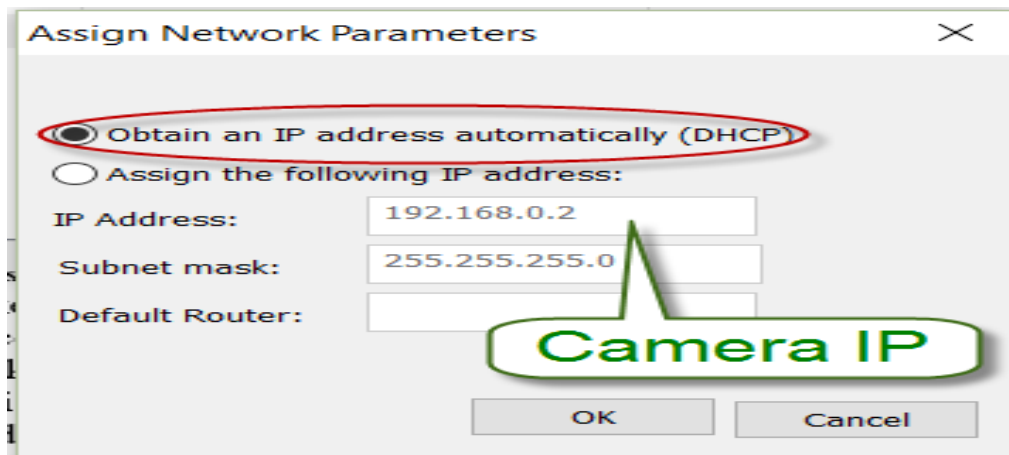 Assign Network Parameters
Obtain an IP address automatically (DHCP)
Assign the following IP address:
IP Address: 192.168.0.2
Subnet mask: 255.255.255.0
Default Router:
Camera IP
OK Cancel